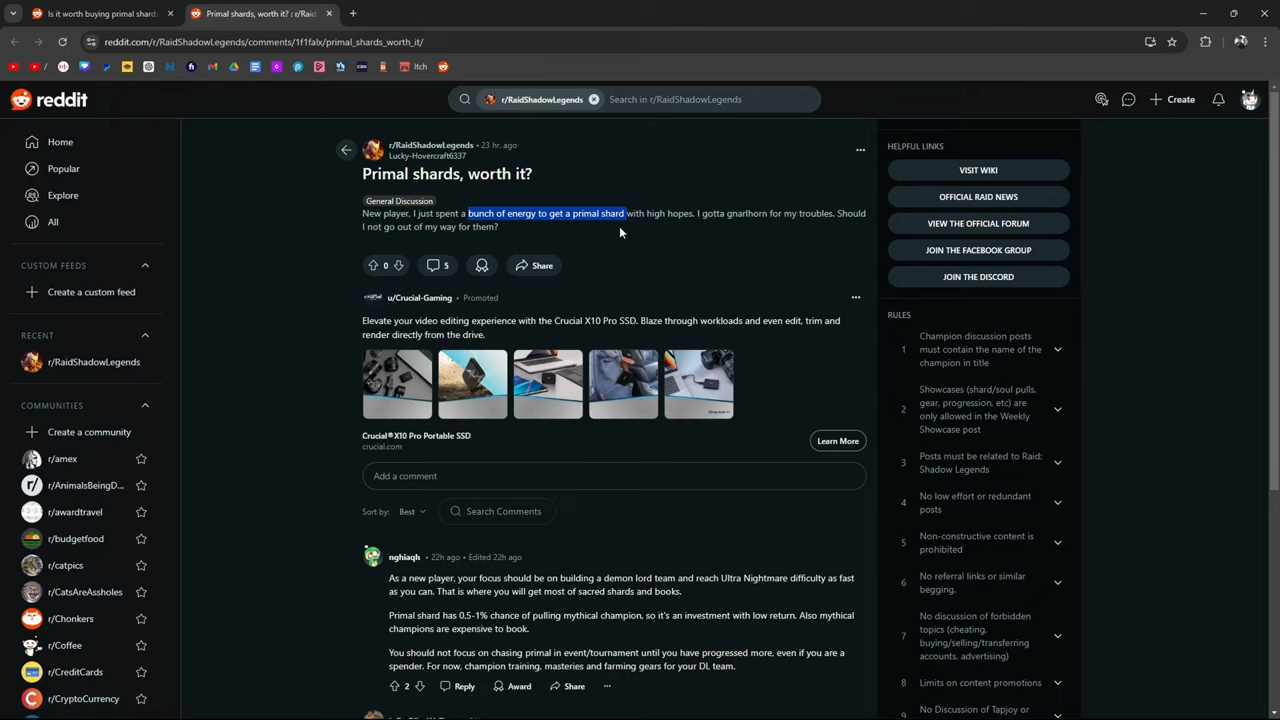 Is it worth buying primal shards
Primal shards, worth it? : r/Raid
reddit.com/r/RaidShadowLegends/comments/1f1falx/primal_shards_worth_it/
Itch
reddit
r/RaidShadowLegends
Search in r/RaidShadowLegends
Create
Home
Popular
Explore
All
CUSTOM FEEDS
Create a custom feed
RECENT
r/RaidShadowLegends
COMMUNITIES
Create a community
r/amex
r/AnimalsBeingD...
r/awardtravel
r/budgetfood
r/catpics
r/CatsAreAssholes
r/Chonkers
r/Coffee
r/CreditCards
r/CryptoCurrency
r/RaidShadowLegends • 23 hr. ago
Lucky-Hovercraft6337
Primal shards, worth it?
General Discussion
New player, I just spent a bunch of energy to get a primal shard with high hopes. I gotta gnarlhorn for my troubles. Should
I not go out of my way for them?
0
5
Share
u/Crucial-Gaming • Promoted
Elevate your video editing experience with the Crucial X10 Pro SSD. Blaze through workloads and even edit, trim and
render directly from the drive.
Crucial® X10 Pro Portable SSD
crucial.com
Learn More
Add a comment
Sort by: Best
Search Comments
nghiaqh • 22h ago • Edited 22h ago
As a new player, your focus should be on building a demon lord team and reach Ultra Nightmare difficulty as fast
as you can. That is where you will get most of sacred shards and books.
Primal shard has 0.5-1% chance of pulling mythical champion, so it's an investment with low return. Also mythical
champions are expensive to book.
You should not focus on chasing primal in event/tournament until you have progressed more, even if you are a
spender. For now, champion training, masteries and farming gears for your DL team.
2
Reply
Award
Share
HELPFUL LINKS
VISIT WIKI
OFFICIAL RAID NEWS
VIEW THE OFFICIAL FORUM
JOIN THE FACEBOOK GROUP
JOIN THE DISCORD
RULES
1 Champion discussion posts
must contain the name of the
champion in title
2 Showcases (shard/soul pulls,
gear, progression, etc) are
only allowed in the Weekly
Showcase post
3 Posts must be related to Raid:
Shadow Legends
4 No low effort or redundant
posts
5 Non-constructive content is
prohibited
6 No referral links or similar
begging.
7 No discussion of forbidden
topics (cheating,
buying/selling/transferring
accounts, advertising)
8 Limits on content promotions
9 No Discussion of Tapjoy or